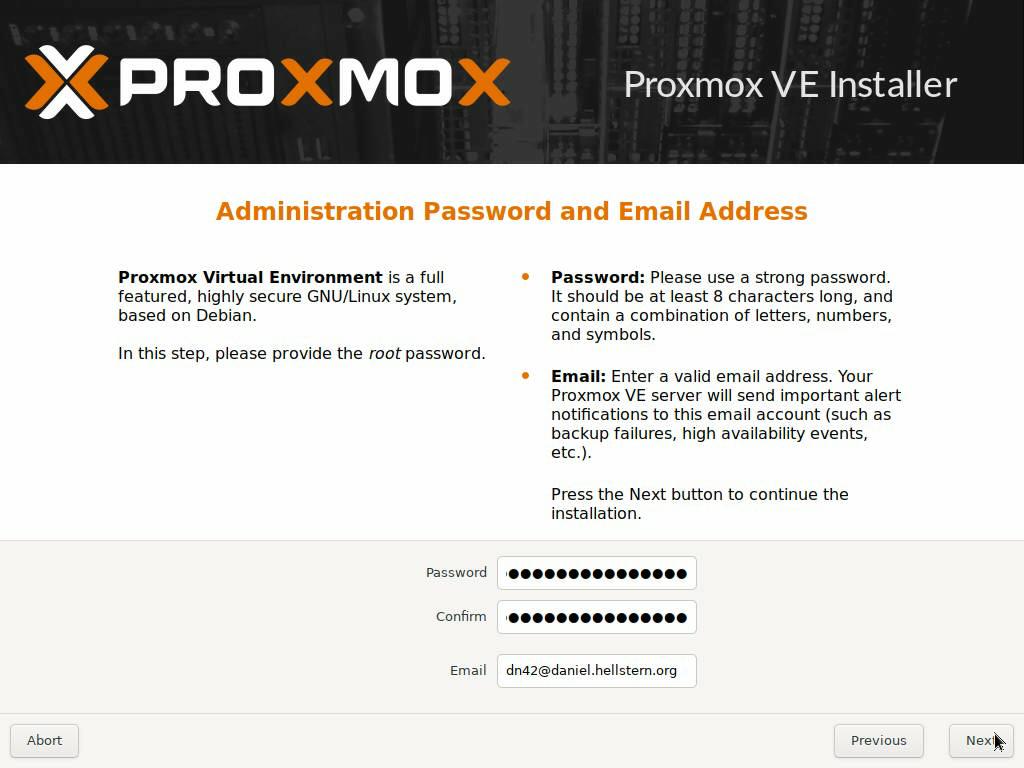 PROXMOX
Proxmox VE Installer
Administration Password and Email Address
Proxmox Virtual Environment is a full
featured, highly secure GNU/Linux system,
based on Debian.
In this step, please provide the root password.
• Password: Please use a strong password.
It should be at least 8 characters long, and
contain a combination of letters, numbers,
and symbols.
• Email: Enter a valid email address. Your
Proxmox VE server will send important alert
notifications to this email account (such as
backup failures, high availability events,
etc.).
Press the Next button to continue the
installation.
Password ●●●●●●●●●●●●●●●
Confirm ●●●●●●●●●●●●●●●
Email dn42@daniel.hellstern.org
Abort
Previous
Next